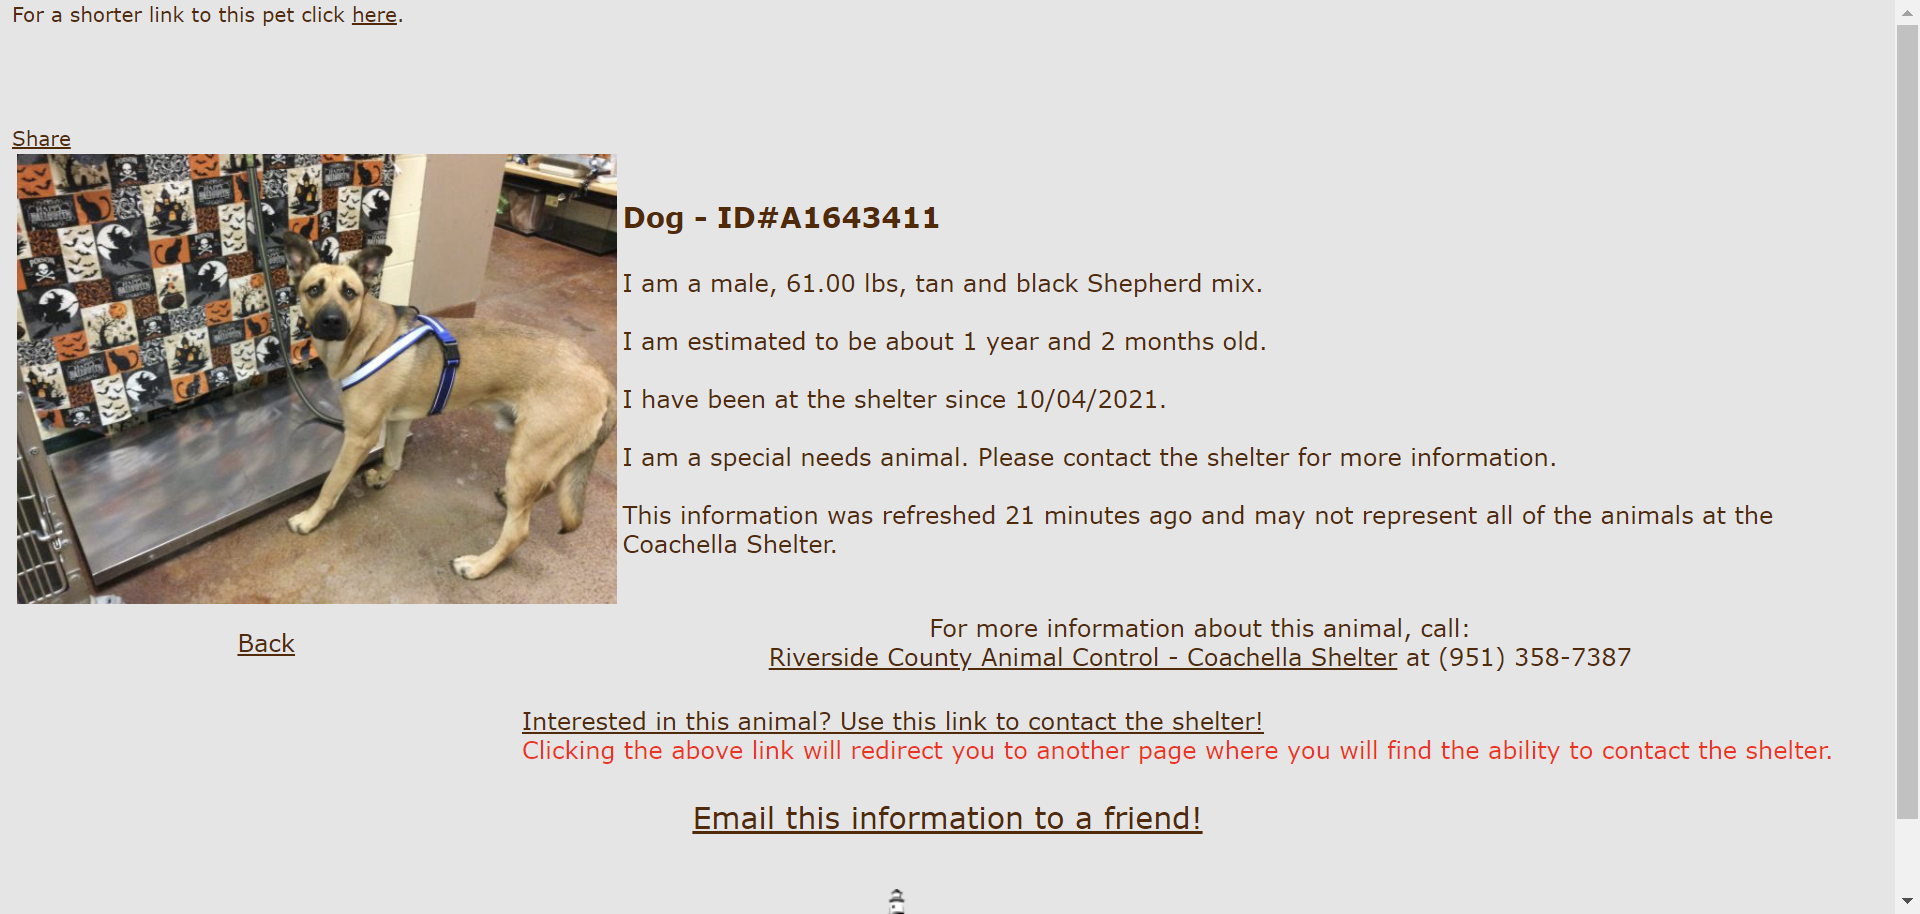 For a shorter link to this pet click here.
Share
Dog - ID#A1643411
I am a male, 61.00 lbs, tan and black Shepherd mix.
I am estimated to be about 1 year and 2 months old.
I have been at the shelter since 10/04/2021.
I am a special needs animal. Please contact the shelter for more information.
This information was refreshed 21 minutes ago and may not represent all of the animals at the
Coachella Shelter.
Back
For more information about this animal, call:
Riverside County Animal Control - Coachella Shelter at (951) 358-7387
Interested in this animal? Use this link to contact the shelter!
Clicking the above link will redirect you to another page where you will find the ability to contact the shelter.
Email this information to a friend!